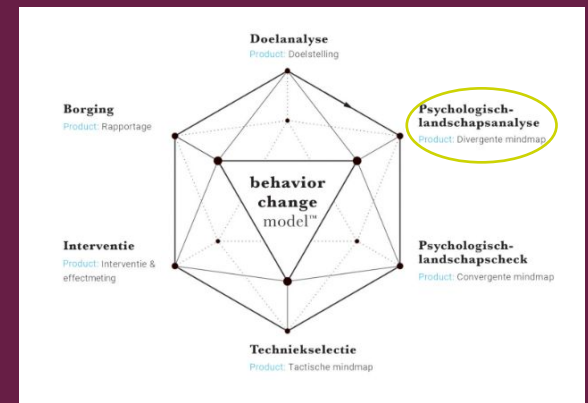 Doelanalyse
Product: Doelstelling
Psychologisch-
landschapsanalyse
Product: Divergente mindmap
Borging
Product: Rapportage
behavior
change
model™
Interventie
Product: Interventie &
effectmeting
Psychologisch-
landschapscheck
Product: Convergente mindmap
Techniekselectie
Product: Tactische mindmap